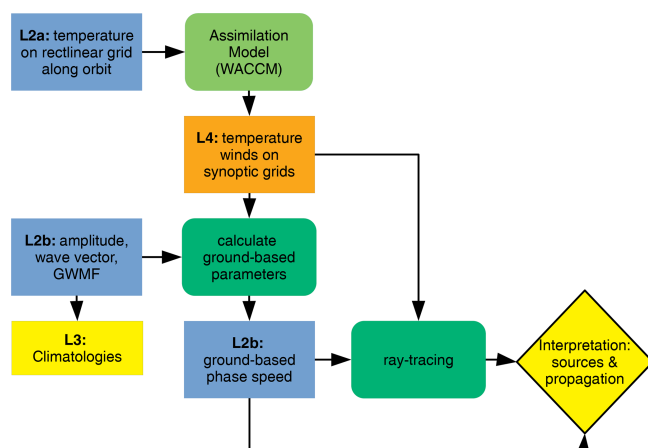 L2a: temperature
on rectlinear grid
along orbit
Assimilation
Model
(WACCM)
L4: temperature
winds on
synoptic grids
L2b: amplitude,
wave vector,
GWMF
calculate
ground-based
parameters
L3:
Climatologies
L2b:
ground-based
phase speed
ray-tracing
Interpretation:
sources &
propagation